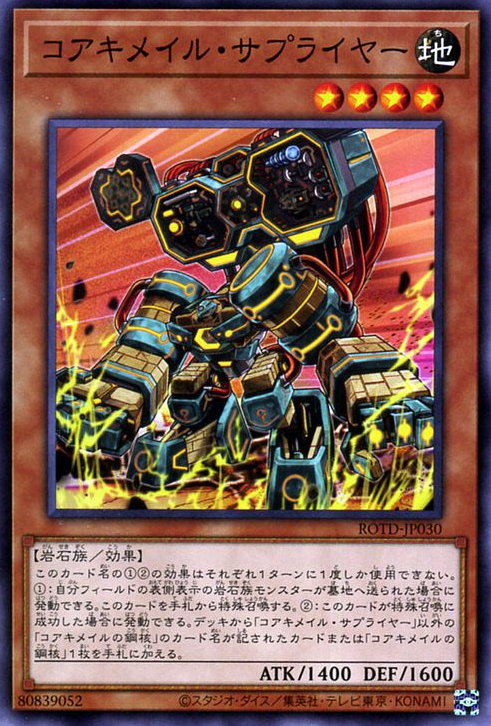 コアキメイル・サプライヤー
地
ROTD-JP030
【岩石族/効果】
このカード名の①②の効果はそれぞれ1ターンに1度しか使用できない。
①:自分フィールドの表側表示の岩石族モンスターが墓地へ送られた場合に
発動できる。このカードを手札から特殊召喚する。②:このカードが特殊召喚に
成功した場合に発動できる。デッキから「コアキメイル・サプライヤー」以外の
「コアキメイルの鋼核」のカード名が記されたカードまたは「コアキメイルの
鋼核」1枚を手札に加える。
ATK/1400 DEF/1600
80839052
©スタジオ・ダイス/集英社・テレビ東京・KONAMI